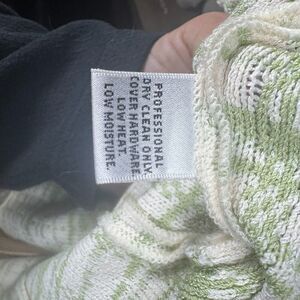 PROFESSIONAL
DRY CLEAN ONLY
COVER HARDWARE
LOW HEAT.
LOW MOISTURE.